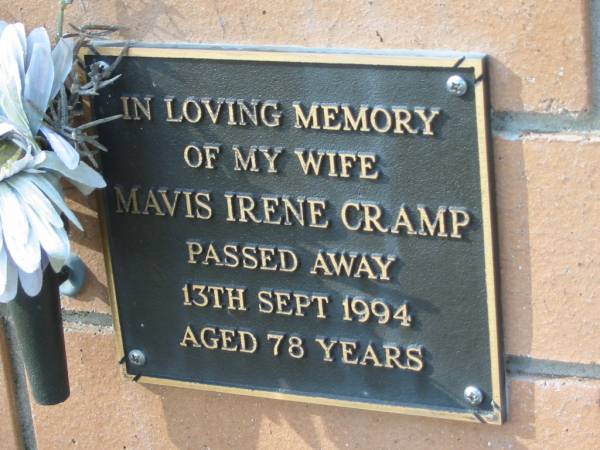 IN LOVING MEMORY
OF MY WIFE
MAVIS IRENE CRAMP
PASSED AWAY
13TH SEPT 1994
AGED 78 YEARS